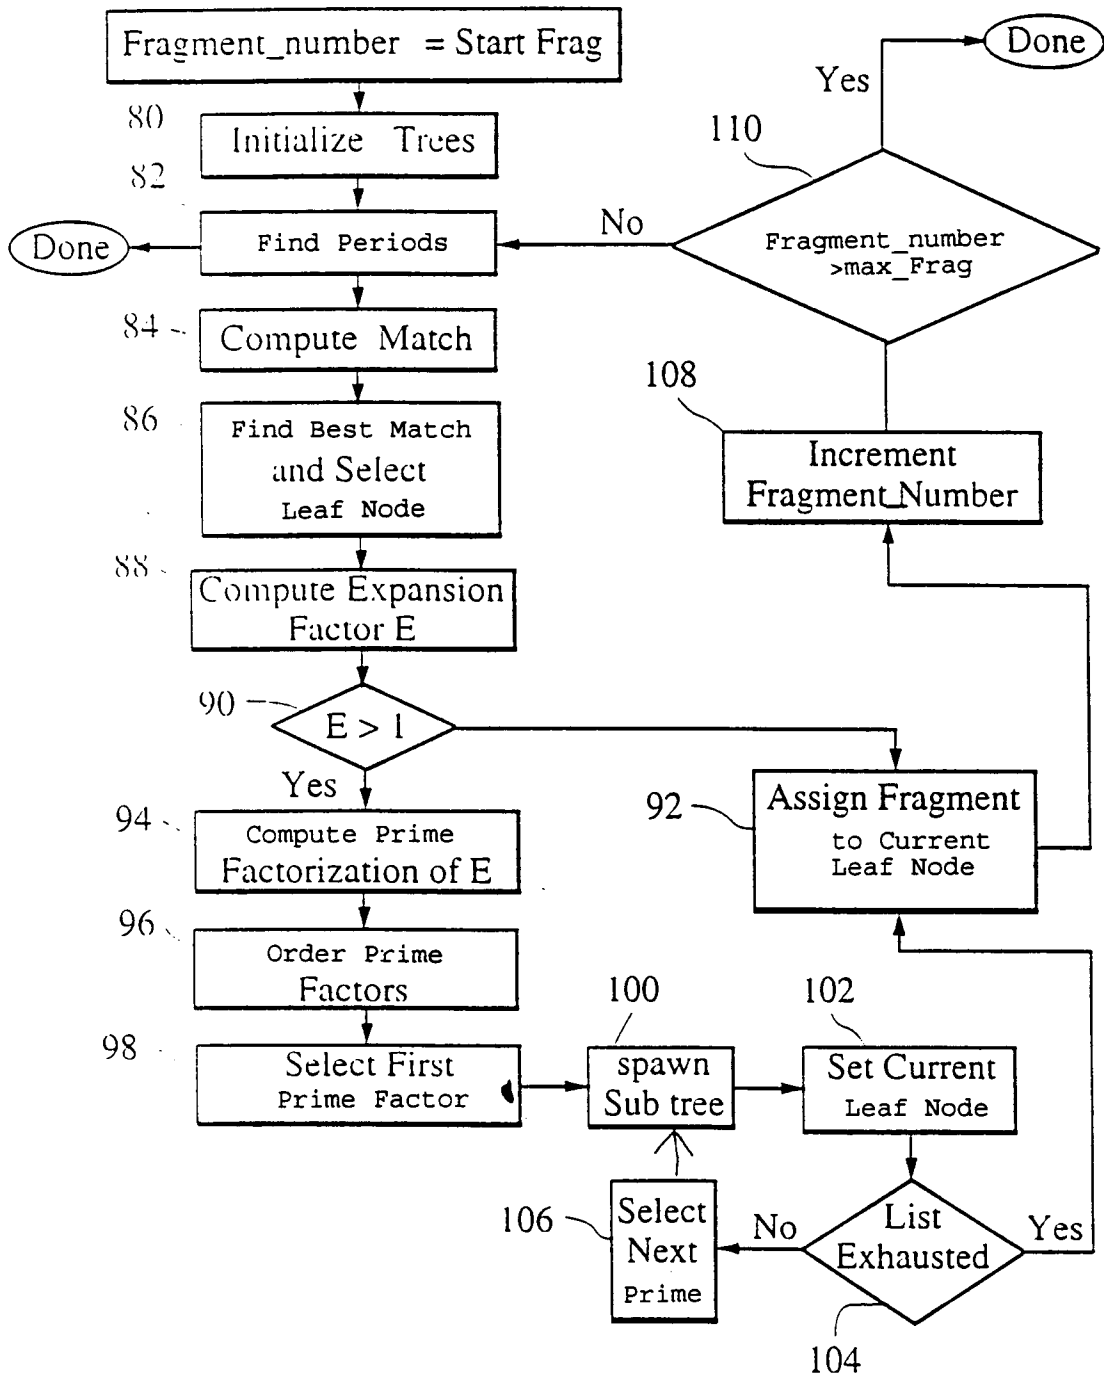 Fragment_number = Start Frag
80
Initialize Trees
82
Find Periods
Done
84
Compute Match
86
Find Best Match
and Select
Leaf Node
88
Compute Expansion
Factor E
90
E > 1
Yes
94
Compute Prime
Factorization of E
96
Order Prime
Factors
98
Select First
Prime Factor
100
spawn
Sub tree
102
Set Current
Leaf Node
104
List
Exhausted
No
Yes
106
Select
Next
Prime
92
Assign Fragment
to Current
Leaf Node
108
Increment
Fragment_Number
110
Fragment_number
>max_Frag
No
Yes
Done